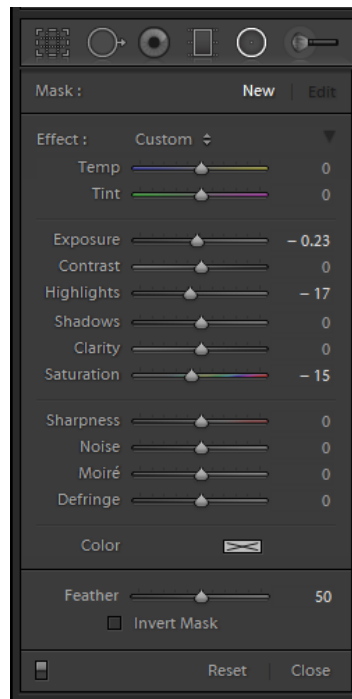 Mask : New | Edit
Effect : Custom
Temp 0
Tint 0
Exposure – 0.23
Contrast 0
Highlights – 17
Shadows 0
Clarity 0
Saturation – 15
Sharpness 0
Noise 0
Moiré 0
Defringe 0
Color
Feather 50
Invert Mask
Reset | Close